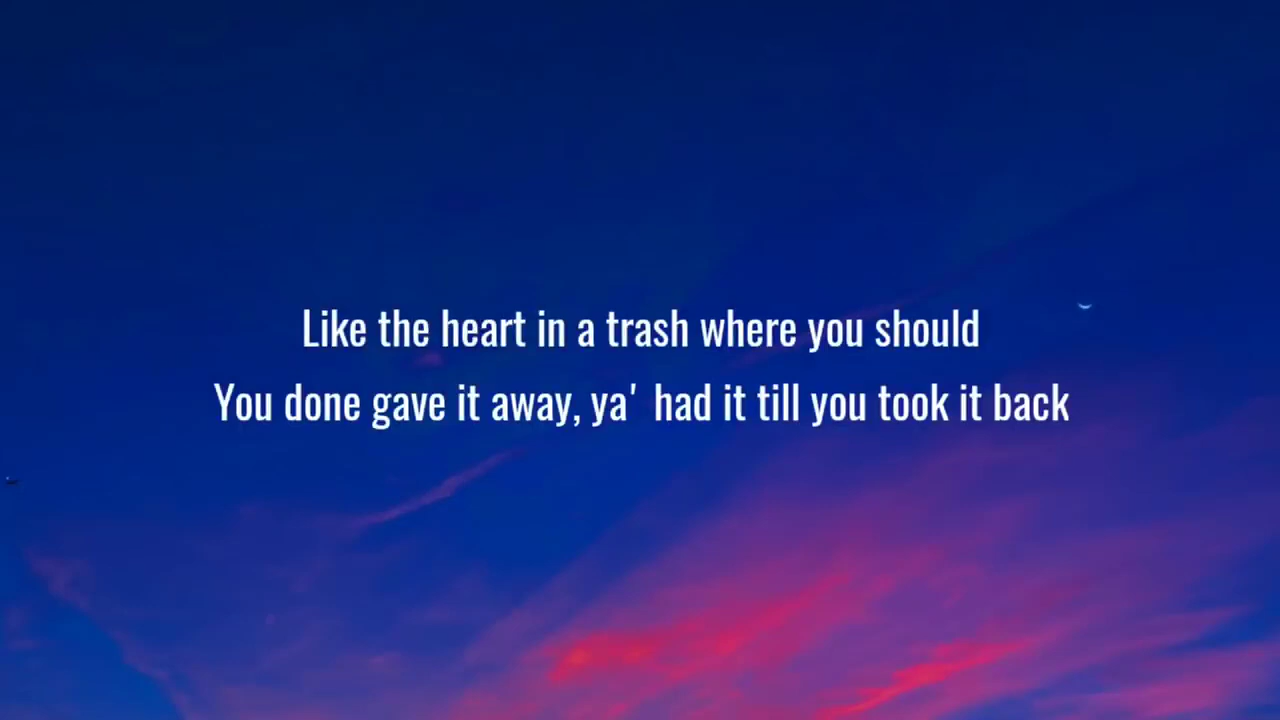 Like the heart in a trash where you should
You done gave it away, ya' had it till you took it back